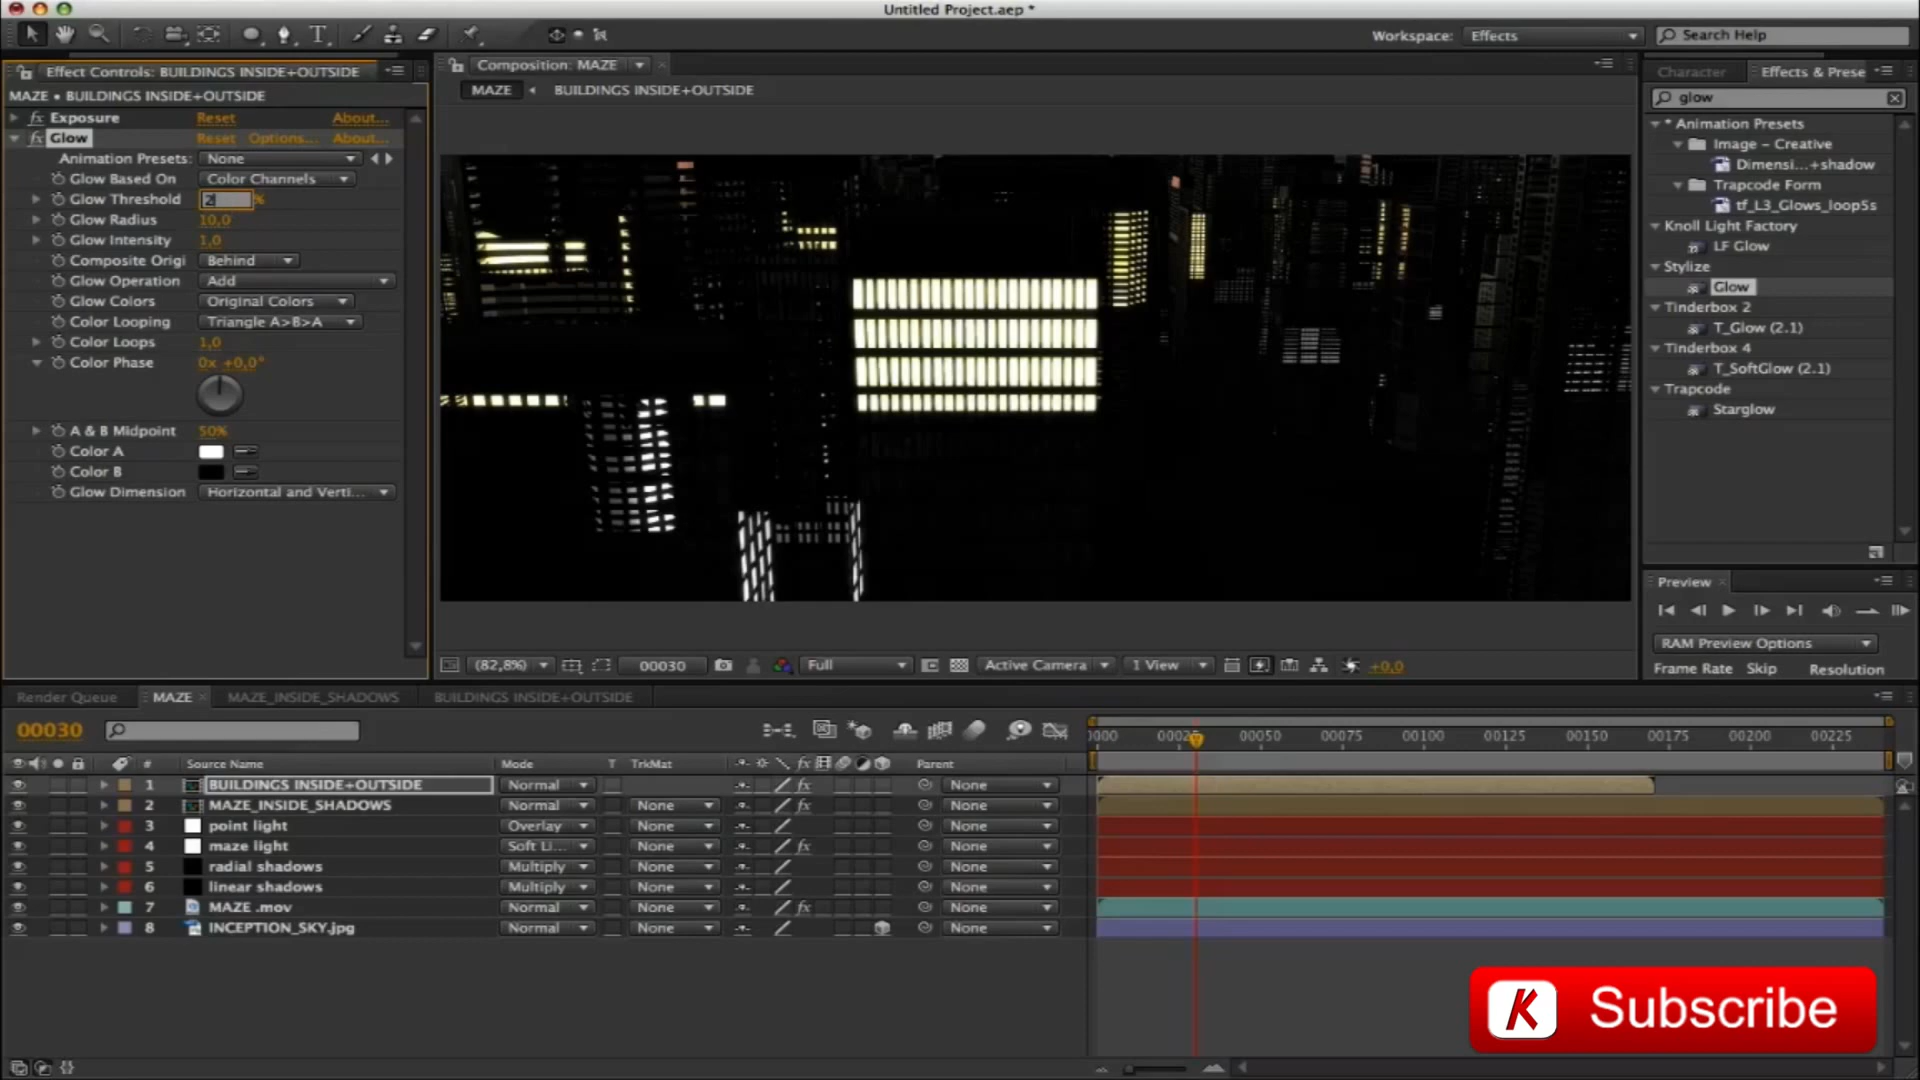 Untitled Project.aep *
Workspace: Effects
Search Help
Effect Controls: BUILDINGS INSIDE+OUTSIDE
MAZE • BUILDINGS INSIDE+OUTSIDE
Exposure Reset About...
Glow Reset Options... About...
Animation Presets: None
Glow Based On Color Channels
Glow Threshold 2 %
Glow Radius 10,0
Glow Intensity 1,0
Composite Origi Behind
Glow Operation Add
Glow Colors Original Colors
Color Looping Triangle A>B>A
Color Loops 1,0
Color Phase 0x +0,0°
A & B Midpoint 50%
Color A
Color B
Glow Dimension Horizontal and Verti...
Composition: MAZE
MAZE BUILDINGS INSIDE+OUTSIDE
(82,8%) 00030 Full Active Camera 1 View +0,0
Character Effects & Prese
glow
* Animation Presets
Image – Creative
Dimensi...+shadow
Trapcode Form
tf_L3_Glows_loop5s
Knoll Light Factory
LF Glow
Stylize
Glow
Tinderbox 2
T_Glow (2.1)
Tinderbox 4
T_SoftGlow (2.1)
Trapcode
Starglow
Preview
RAM Preview Options
Frame Rate Skip Resolution
Render Queue MAZE MAZE_INSIDE_SHADOWS BUILDINGS INSIDE+OUTSIDE
00030
0000 00025 00050 00075 00100 00125 00150 00175 00200 00225
# Source Name Mode T TrkMat fx Parent
1 BUILDINGS INSIDE+OUTSIDE Normal fx None
2 MAZE_INSIDE_SHADOWS Normal None fx None
3 point light Overlay None None
4 maze light Soft Li... None fx None
5 radial shadows Multiply None None
6 linear shadows Multiply None None
7 MAZE .mov Normal None fx None
8 INCEPTION_SKY.jpg Normal None None
K Subscribe